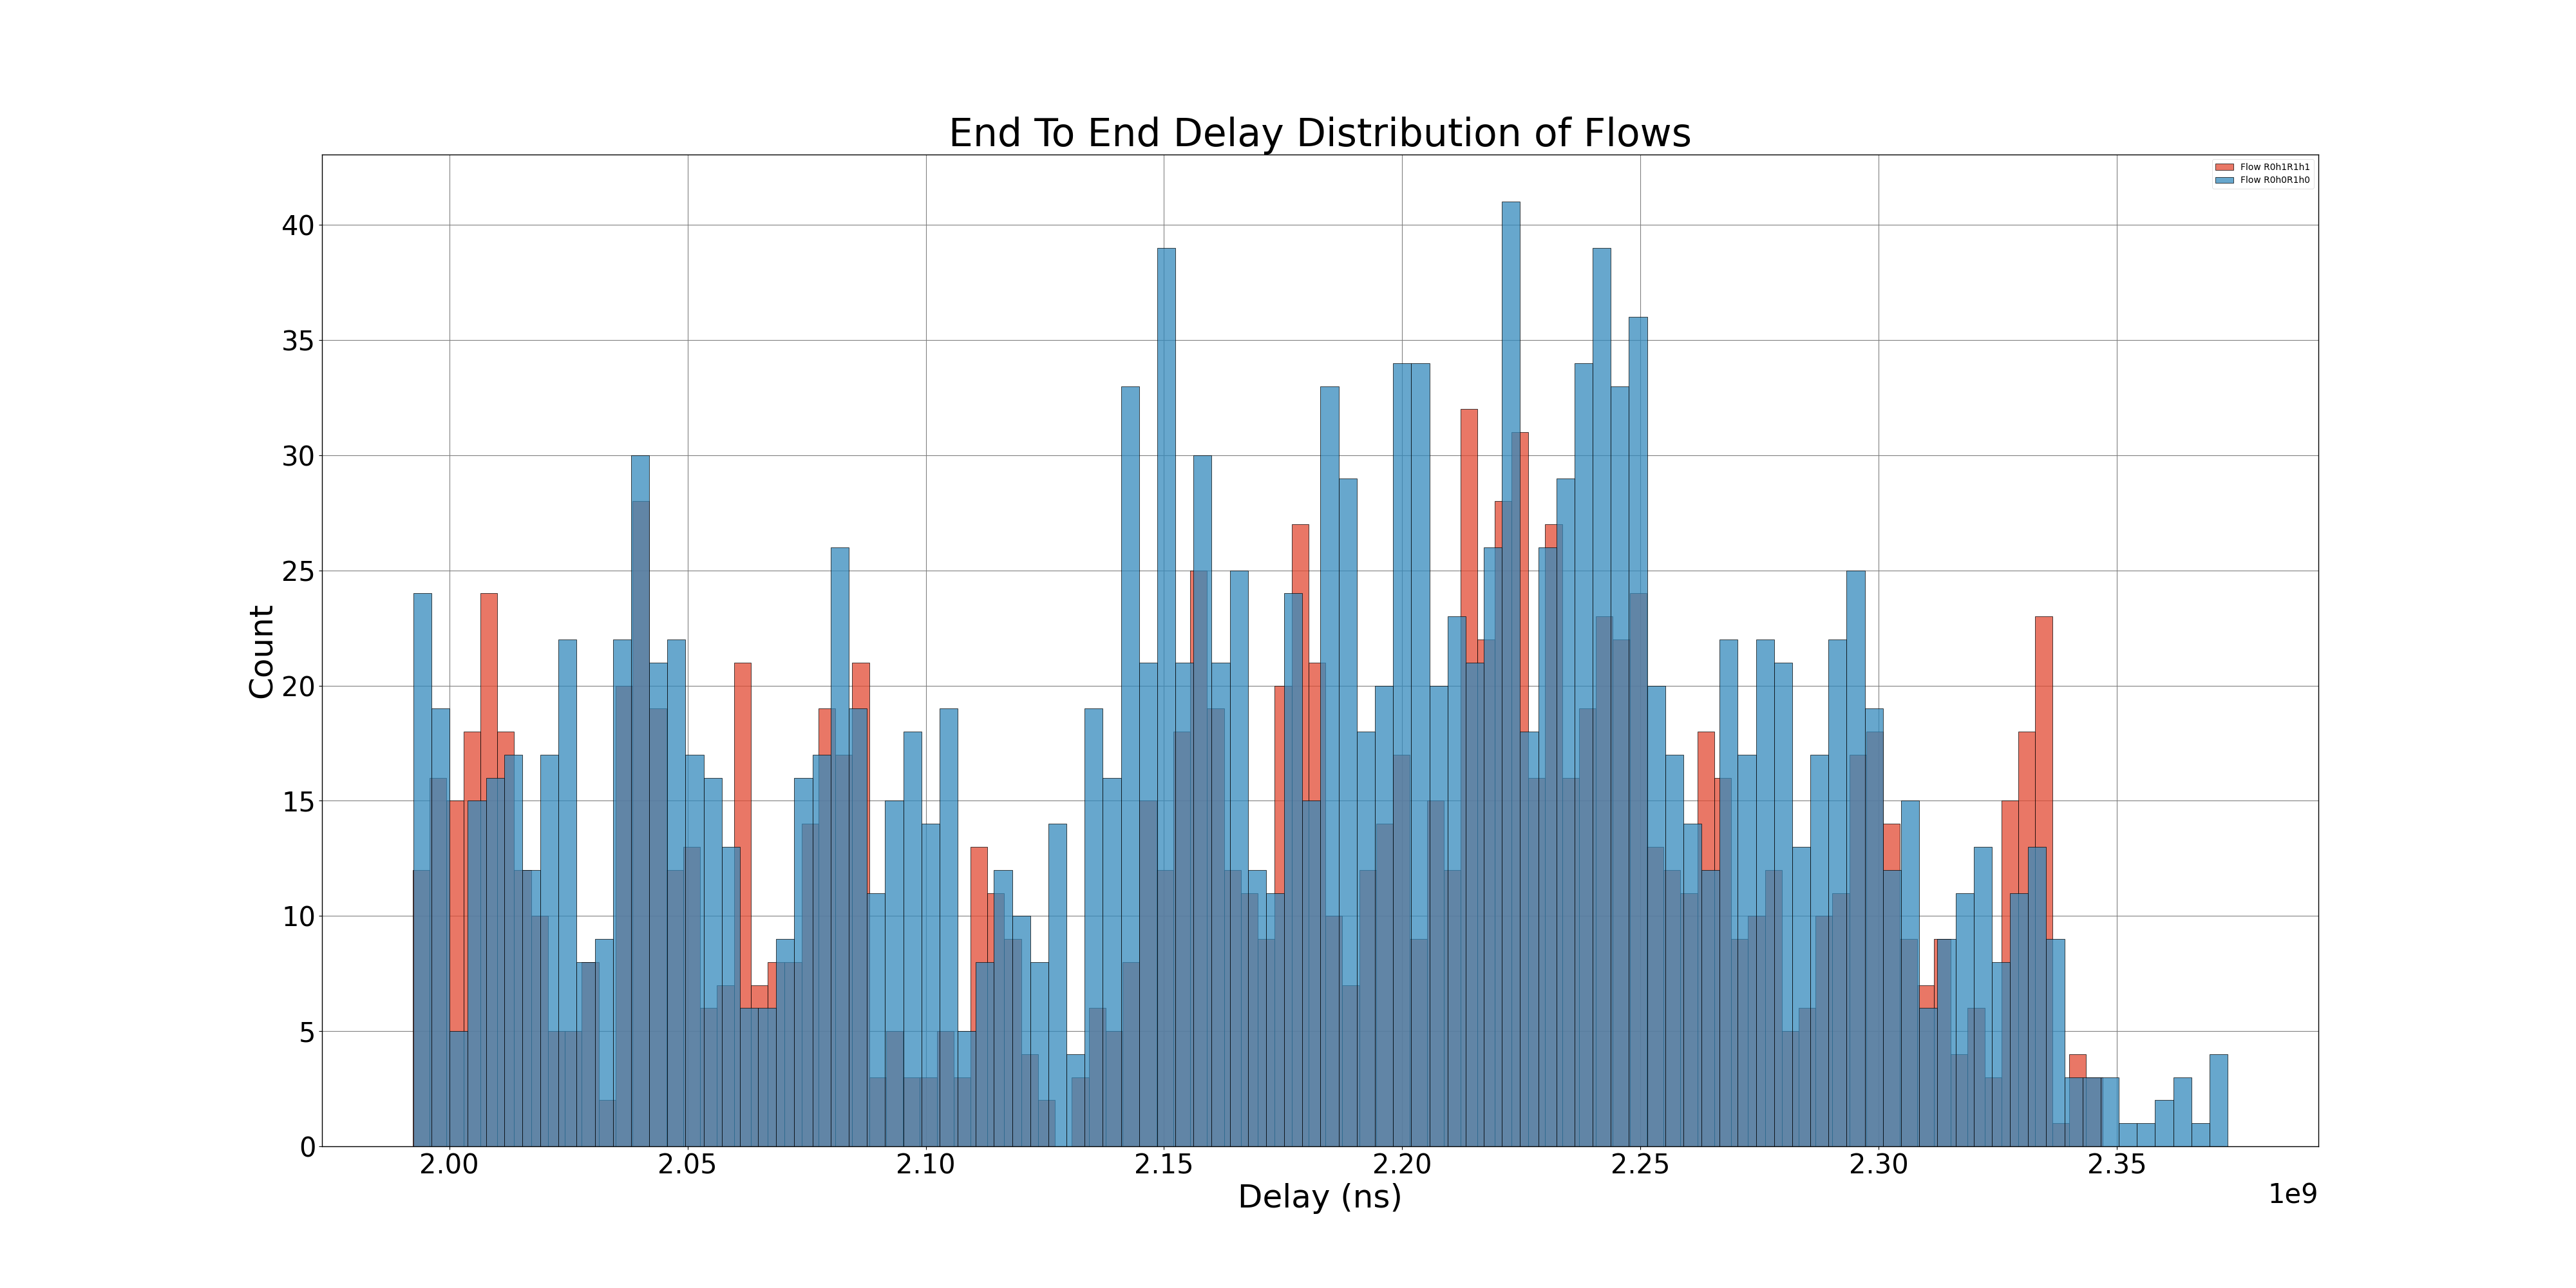 End To End Delay Distribution of Flows
Flow R0h1R1h1
Flow R0h0R1h0
Count
40
35
30
25
20
15
10
5
0
2.00 2.05 2.10 2.15 2.20 2.25 2.30 2.35
Delay (ns)
1e9